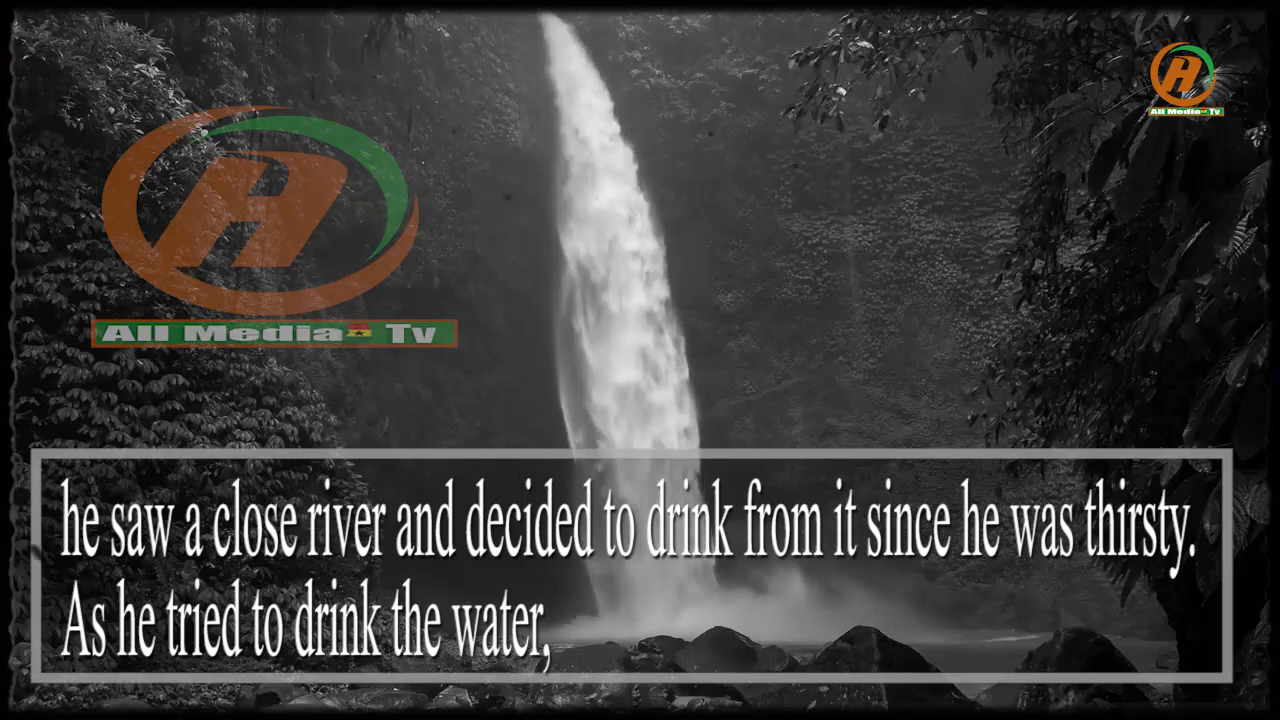 H
All Media Tv
H
All Media Tv
he saw a close river and decided to drink from it since he was thirsty.
As he tried to drink the water,